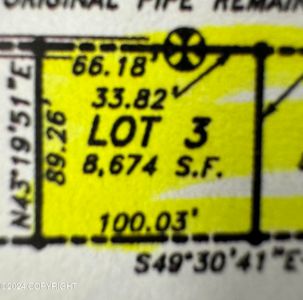 ORIGINAL PIPE REMAIN
66.18'
33.82'
LOT 3
8,674 S.F.
89.26'
N43°19'51"E
100.03'
S49°30'41"E
© 2024